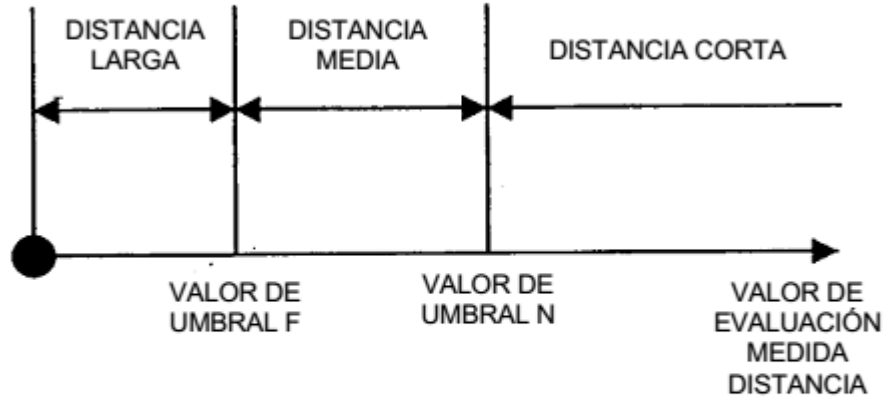 DISTANCIA
LARGA
DISTANCIA
MEDIA
DISTANCIA CORTA
VALOR DE
UMBRAL F
VALOR DE
UMBRAL N
VALOR DE
EVALUACIÓN
MEDIDA
DISTANCIA